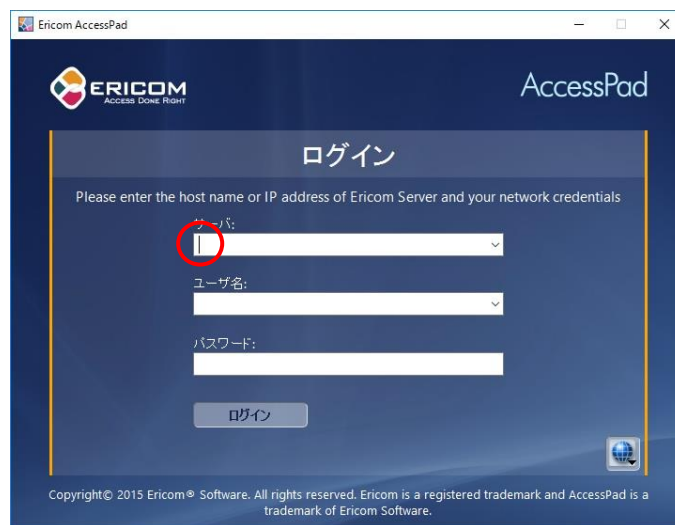 Ericom AccessPad
ERICOM
ACCESS DONE RIGHT
AccessPad
ログイン
Please enter the host name or IP address of Ericom Server and your network credentials
サーバ:
ユーザ名:
パスワード:
ログイン
Copyright© 2015 Ericom® Software. All rights reserved. Ericom is a registered trademark and AccessPad is a
trademark of Ericom Software.